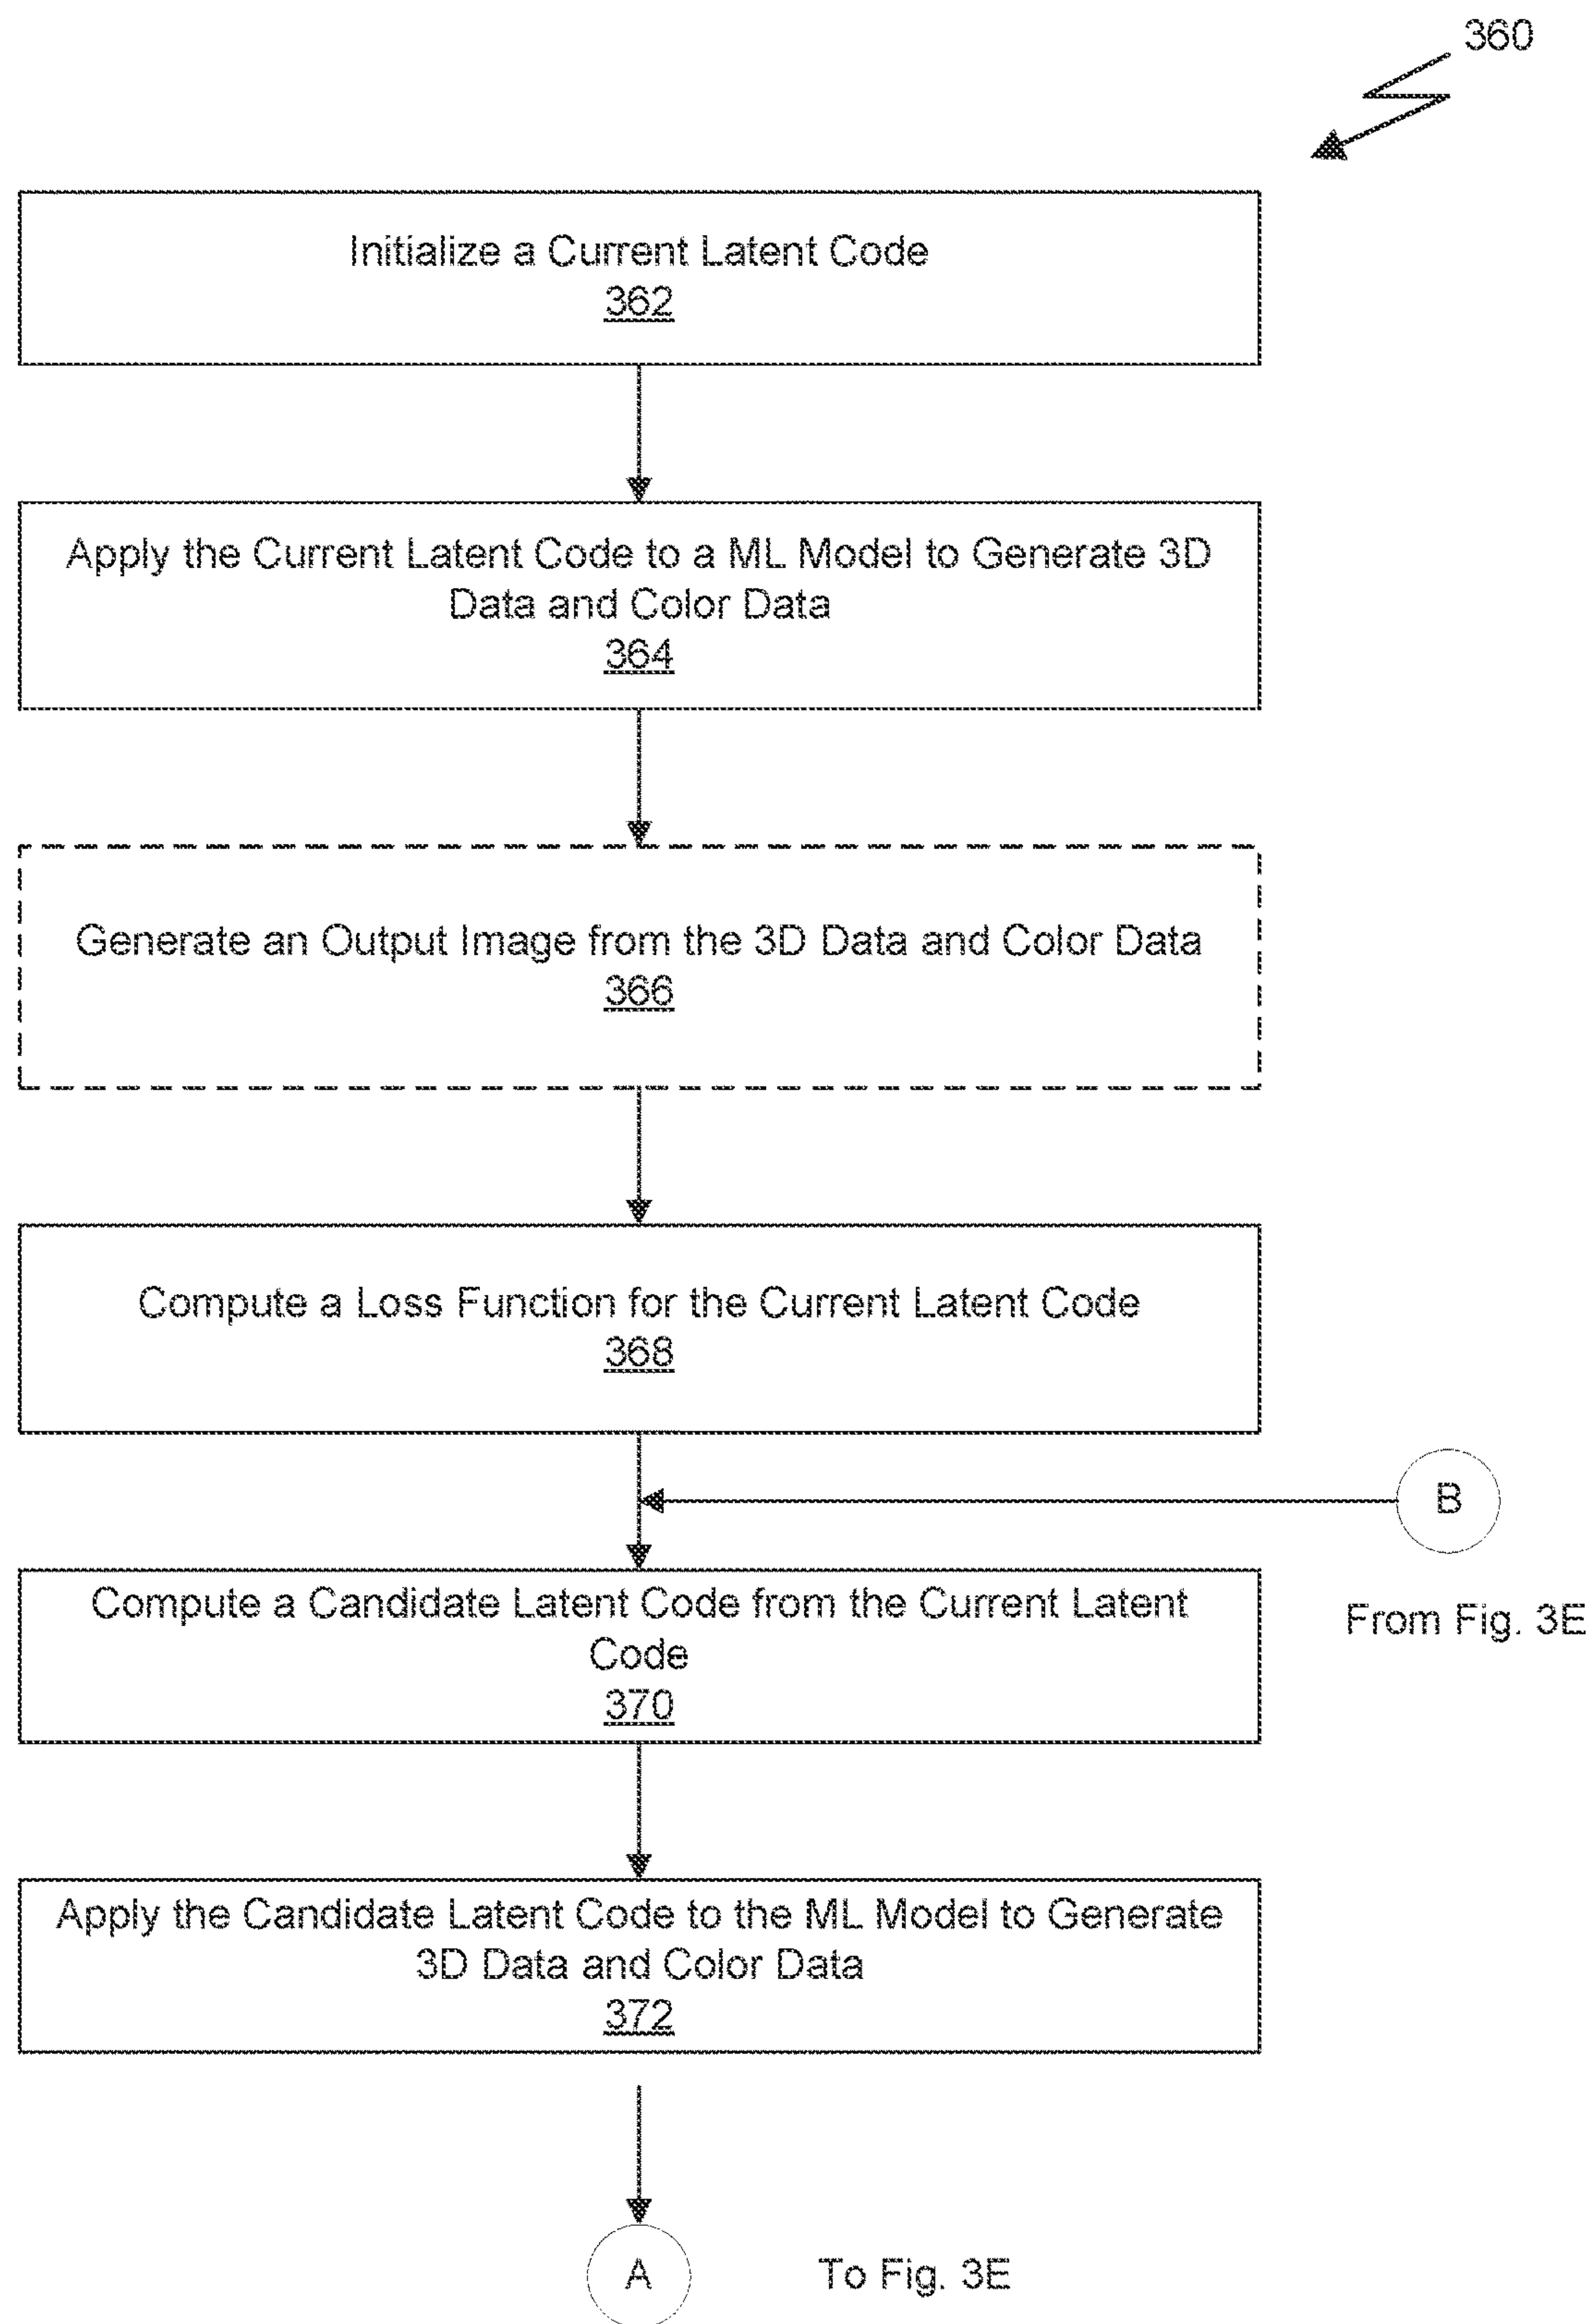 360
Initialize a Current Latent Code
362
Apply the Current Latent Code to a ML Model to Generate 3D
Data and Color Data
364
Generate an Output Image from the 3D Data and Color Data
366
Compute a Loss Function for the Current Latent Code
368
B
Compute a Candidate Latent Code from the Current Latent
Code
370
From Fig. 3E
Apply the Candidate Latent Code to the ML Model to Generate
3D Data and Color Data
372
A
To Fig. 3E